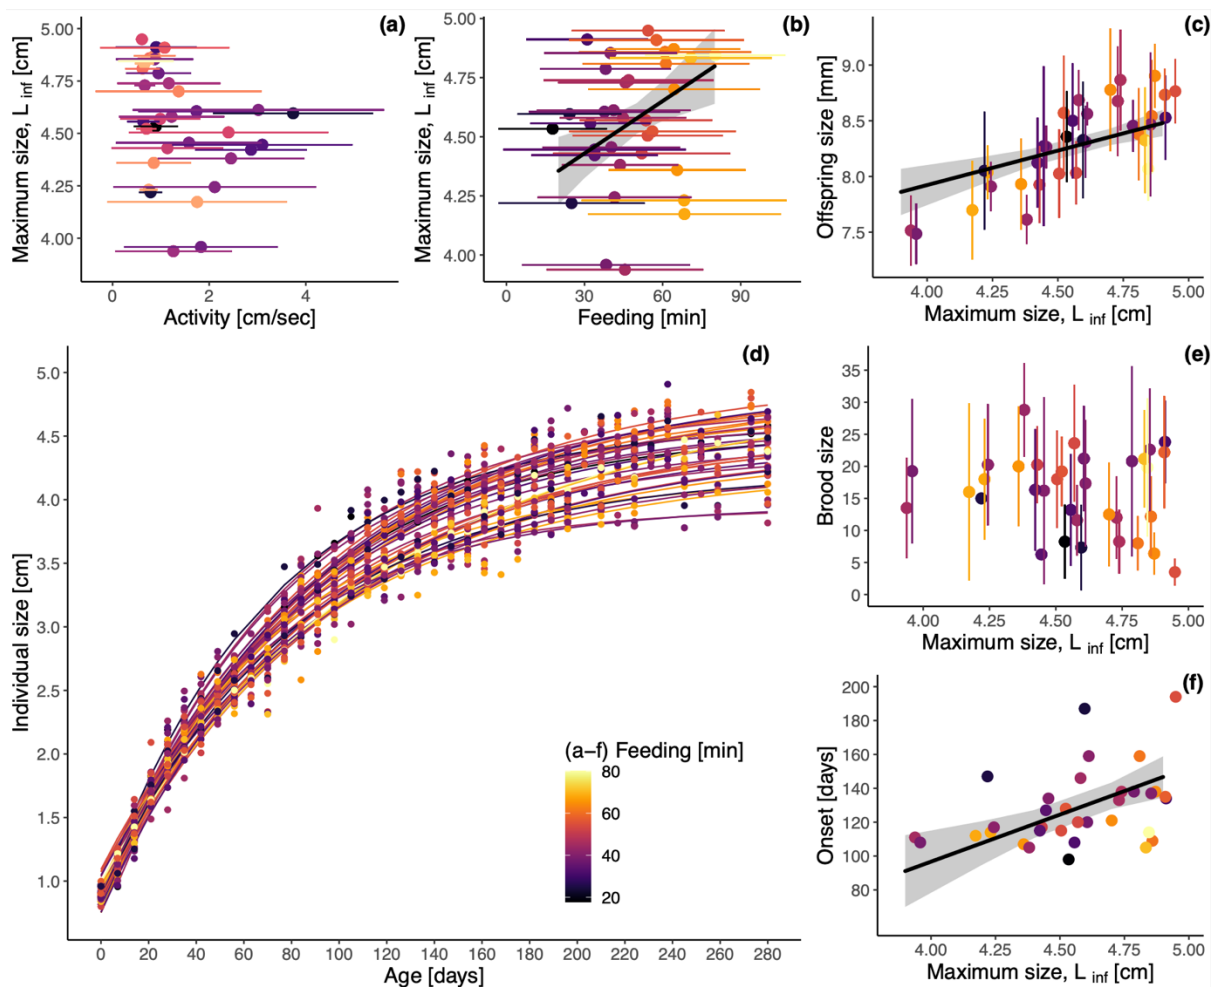 (a)
5.00
4.75
4.50
4.25
4.00
Maximum size, L inf [cm]
0 2 4
Activity [cm/sec]
(b)
5.00
4.75
4.50
4.25
4.00
Maximum size, L inf [cm]
0 30 60 90
Feeding [min]
(c)
9.0
8.5
8.0
7.5
Offspring size [mm]
4.00 4.25 4.50 4.75 5.00
Maximum size, L inf [cm]
(d)
5.0
4.5
4.0
3.5
3.0
2.5
2.0
1.5
1.0
Individual size [cm]
(a–f) Feeding [min]
80
60
40
20
0 20 40 60 80 100 120 140 160 180 200 220 240 260 280
Age [days]
(e)
35
30
25
20
15
10
5
0
Brood size
4.00 4.25 4.50 4.75 5.00
Maximum size, L inf [cm]
(f)
200
180
160
140
120
100
80
Onset [days]
4.00 4.25 4.50 4.75 5.00
Maximum size, L inf [cm]